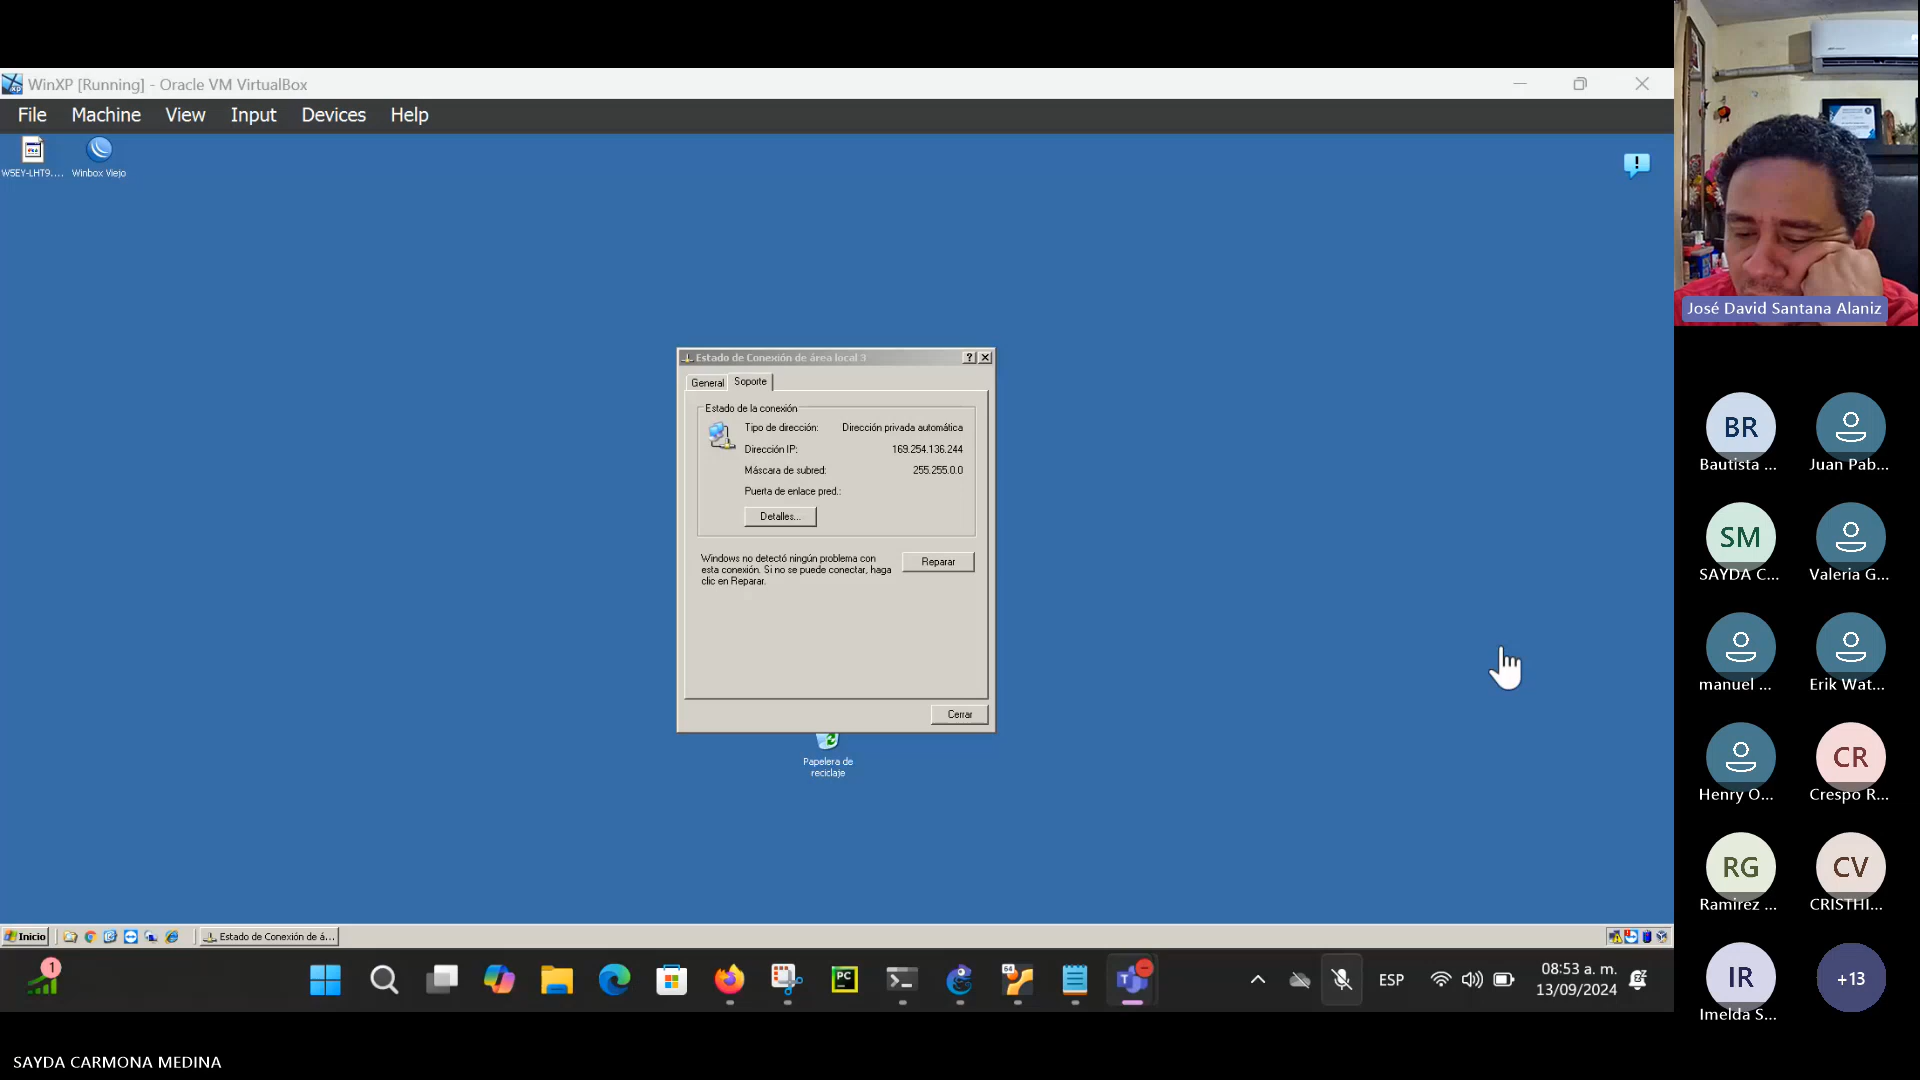 WinXP [Running] - Oracle VM VirtualBox
File Machine View Input Devices Help
WSEY-LHT9....
Winbox Viejo
Estado de Conexión de área local 3
General
Soporte
Estado de la conexión
Tipo de dirección: Dirección privada automática
Dirección IP: 169.254.136.244
Máscara de subred: 255.255.0.0
Puerta de enlace pred.:
Detalles...
Windows no detectó ningún problema con
esta conexión. Si no se puede conectar, haga
clic en Reparar.
Reparar
Cerrar
Papelera de
reciclaje
Inicio
Estado de Conexión de á...
1
PC
64
ESP
08:53 a. m.
13/09/2024
SAYDA CARMONA MEDINA
José David Santana Alaniz
BR
Bautista ...
Juan Pab...
SM
SAYDA C...
Valeria G...
manuel ...
Erik Wat...
Henry O...
CR
Crespo R...
RG
Ramirez ...
CV
CRISTHI...
IR
Imelda S...
+13